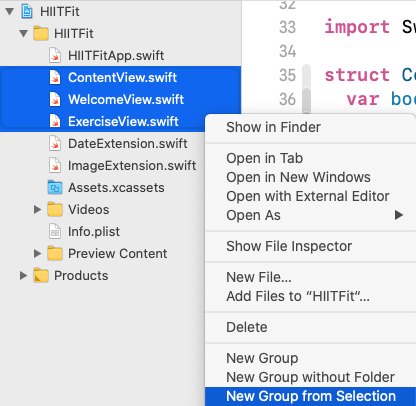 HIITFit
HIITFit
HIITFitApp.swift
ContentView.swift
WelcomeView.swift
ExerciseView.swift
DateExtension.swift
ImageExtension.swift
Assets.xcassets
Videos
Info.plist
Preview Content
Products
32
33 import Sw
34
35 struct Co
36 var bod
Show in Finder
Open in Tab
Open in New Windows
Open with External Editor
Open As
Show File Inspector
New File...
Add Files to “HIITFit”...
Delete
New Group
New Group without Folder
New Group from Selection